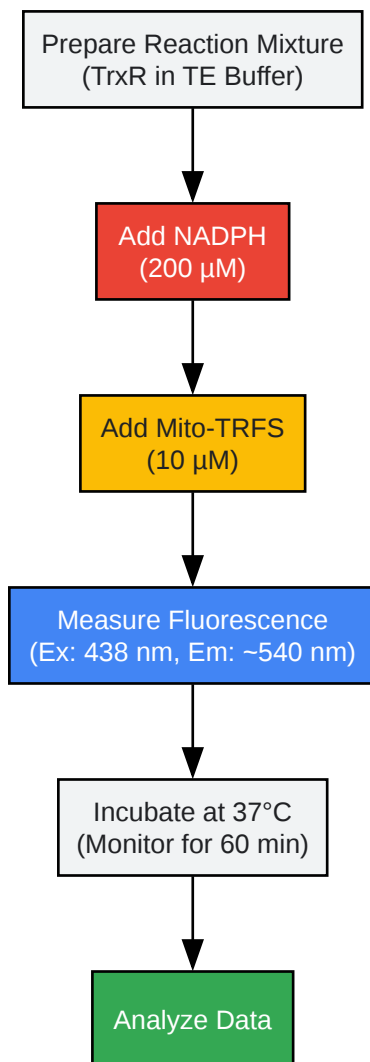 Prepare Reaction Mixture
(TrxR in TE Buffer)
Add NADPH
(200 µM)
Add Mito-TRFS
(10 µM)
Measure Fluorescence
(Ex: 438 nm, Em: ~540 nm)
Incubate at 37°C
(Monitor for 60 min)
Analyze Data